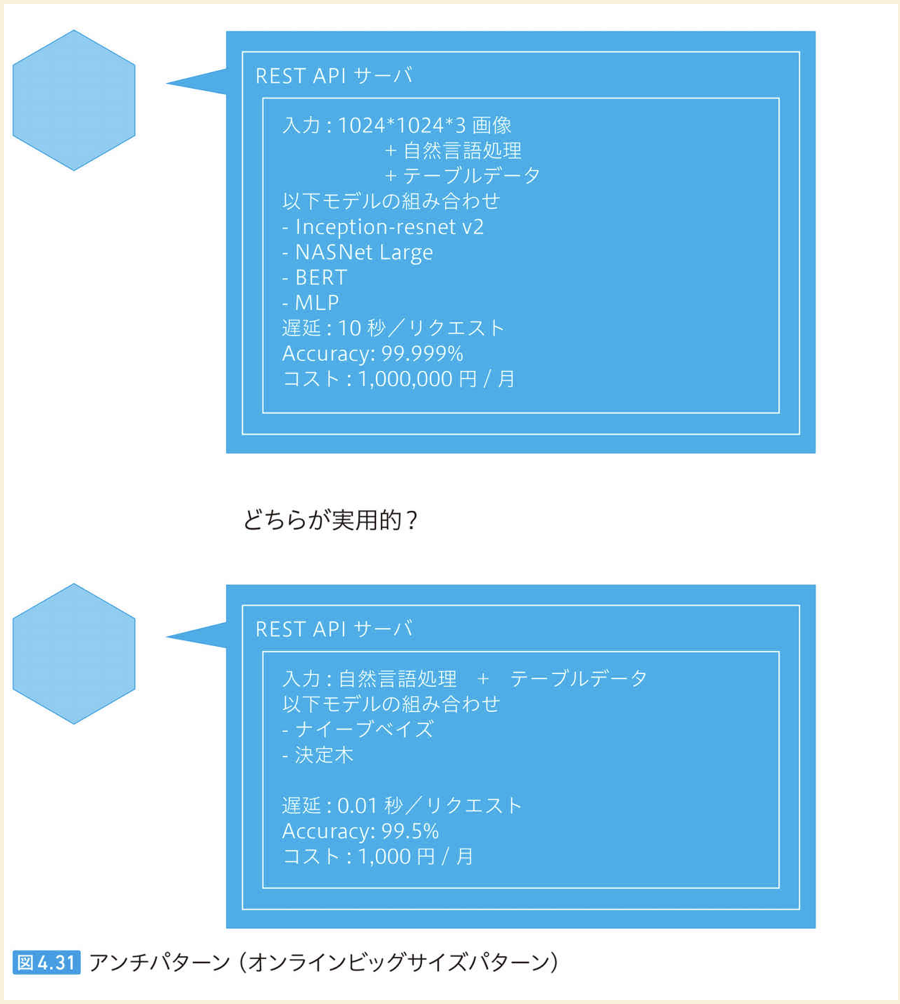 REST API サーバ
入力 : 1024*1024*3 画像
+ 自然言語処理
+ テーブルデータ
以下モデルの組み合わせ
- Inception-resnet v2
- NASNet Large
- BERT
- MLP
遅延 : 10 秒／リクエスト
Accuracy: 99.999%
コスト : 1,000,000 円 / 月
どちらが実用的？
REST API サーバ
入力 : 自然言語処理　+　テーブルデータ
以下モデルの組み合わせ
- ナイーブベイズ
- 決定木
遅延 : 0.01 秒／リクエスト
Accuracy: 99.5%
コスト : 1,000 円 / 月
図4.31 アンチパターン（オンラインビッグサイズパターン）